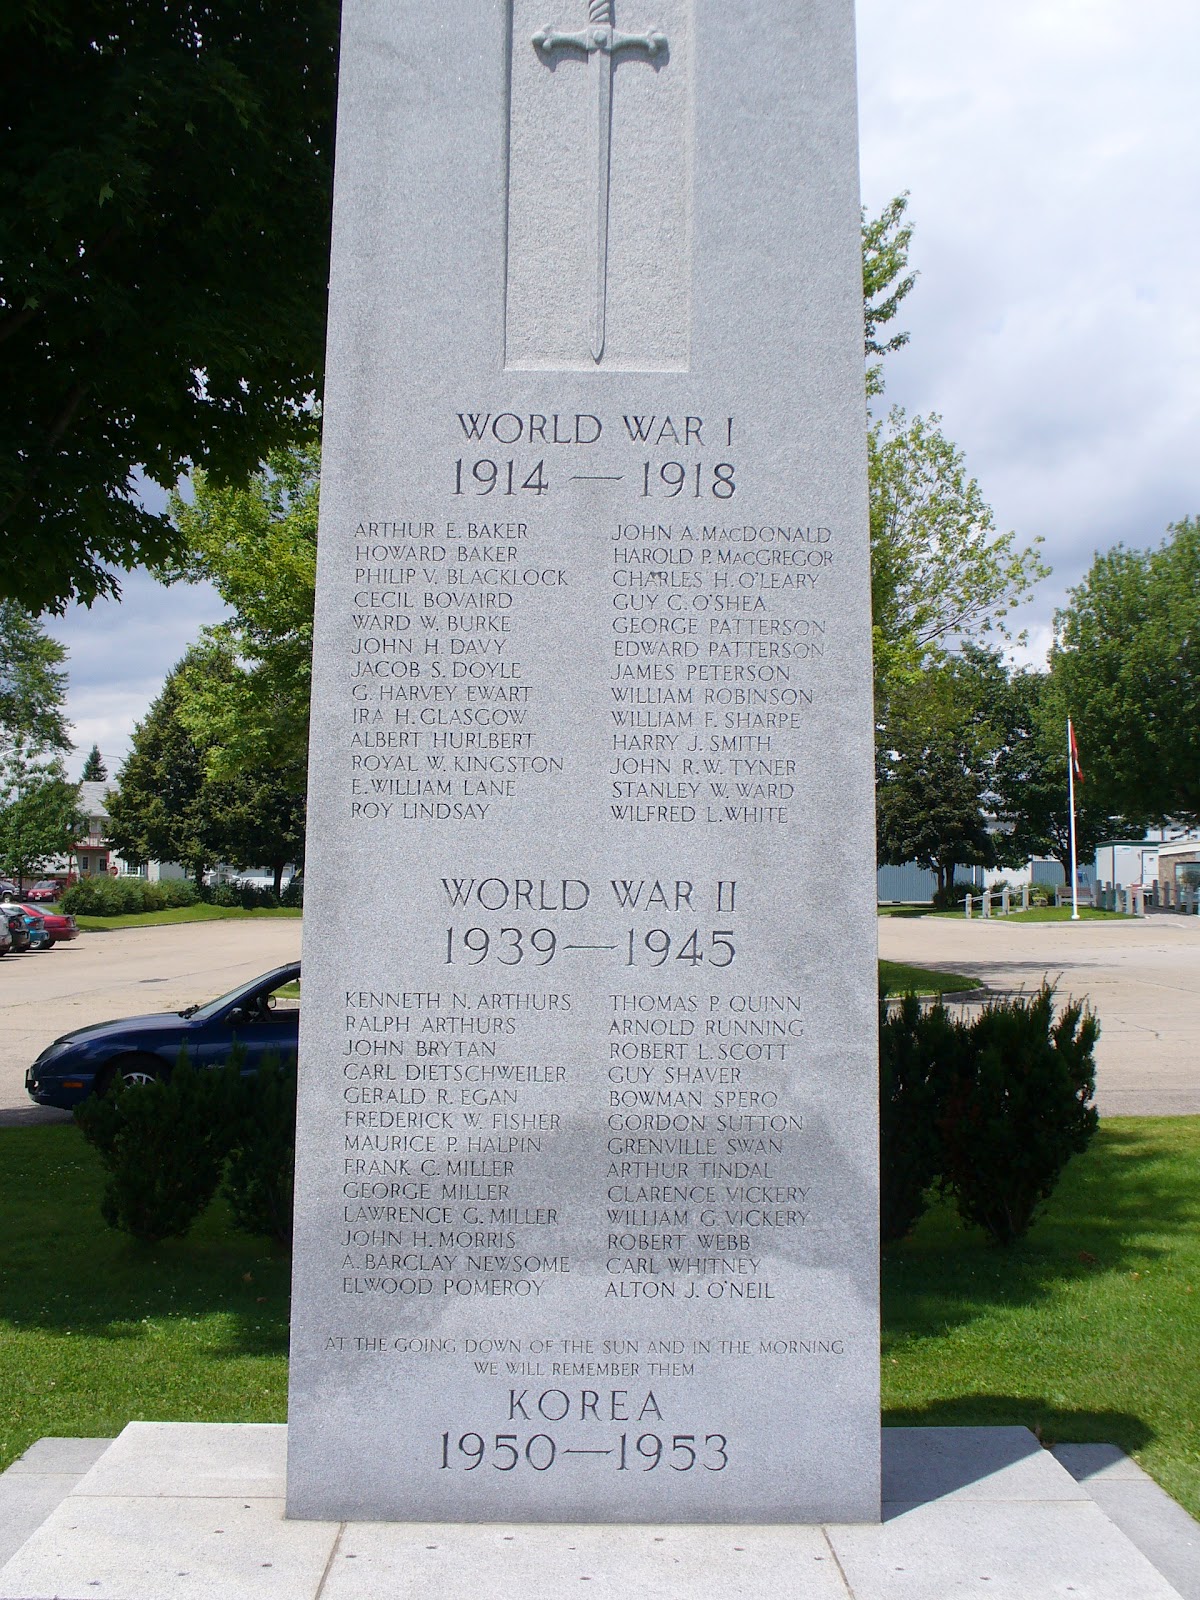 WORLD WAR I
1914 — 1918
ARTHUR E. BAKER
HOWARD BAKER
PHILIP V. BLACKLOCK
CECIL BOVAIRD
WARD W. BURKE
JOHN H. DAVY
JACOB S. DOYLE
G. HARVEY EWART
IRA H. GLASGOW
ALBERT HURLBERT
ROYAL W. KINGSTON
E. WILLIAM LANE
ROY LINDSAY
JOHN A. MACDONALD
HAROLD P. MACGREGOR
CHARLES H. O'LEARY
GUY C. O'SHEA
GEORGE PATTERSON
EDWARD PATTERSON
JAMES PETERSON
WILLIAM ROBINSON
WILLIAM F. SHARPE
HARRY J. SMITH
JOHN R. W. TYNER
STANLEY W. WARD
WILFRED L. WHITE
WORLD WAR II
1939 — 1945
KENNETH N. ARTHURS
RALPH ARTHURS
JOHN BRYTAN
CARL DIETSCHWEILER
GERALD R. EGAN
FREDERICK W. FISHER
MAURICE P. HALPIN
FRANK C. MILLER
GEORGE MILLER
LAWRENCE G. MILLER
JOHN H. MORRIS
A. BARCLAY NEWSOME
ELWOOD POMEROY
THOMAS P. QUINN
ARNOLD RUNNING
ROBERT L. SCOTT
GUY SHAVER
BOWMAN SPERO
GORDON SUTTON
GRENVILLE SWAN
ARTHUR TINDAL
CLARENCE VICKERY
WILLIAM G. VICKERY
ROBERT WEBB
CARL WHITNEY
ALTON J. O'NEIL
AT THE GOING DOWN OF THE SUN AND IN THE MORNING
WE WILL REMEMBER THEM
KOREA
1950 — 1953